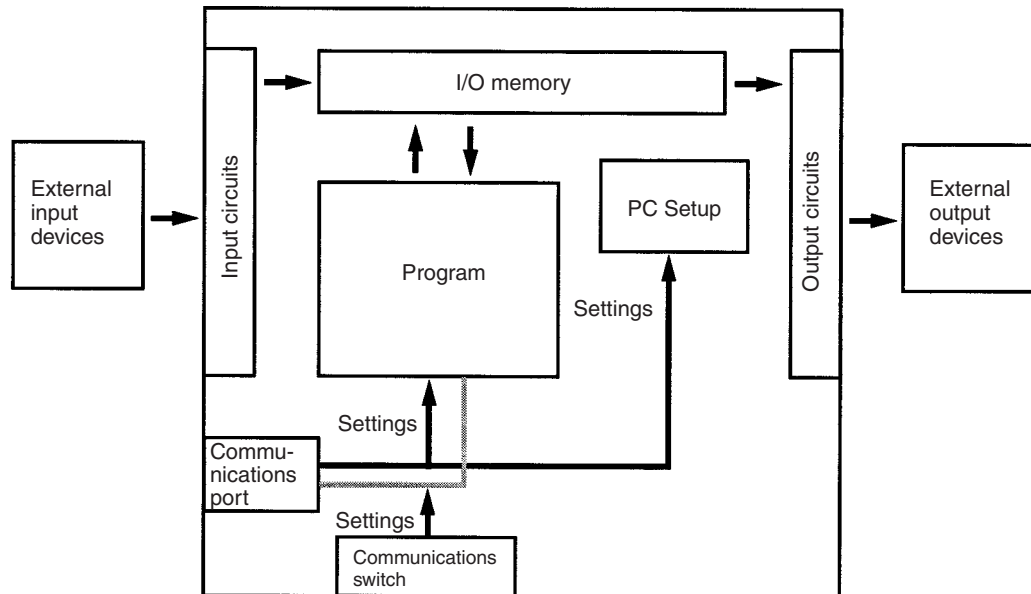 I/O memory
External
input
devices
Input circuits
Program
PC Setup
Output circuits
External
output
devices
Settings
Settings
Commu-
nications
port
Settings
Communications
switch